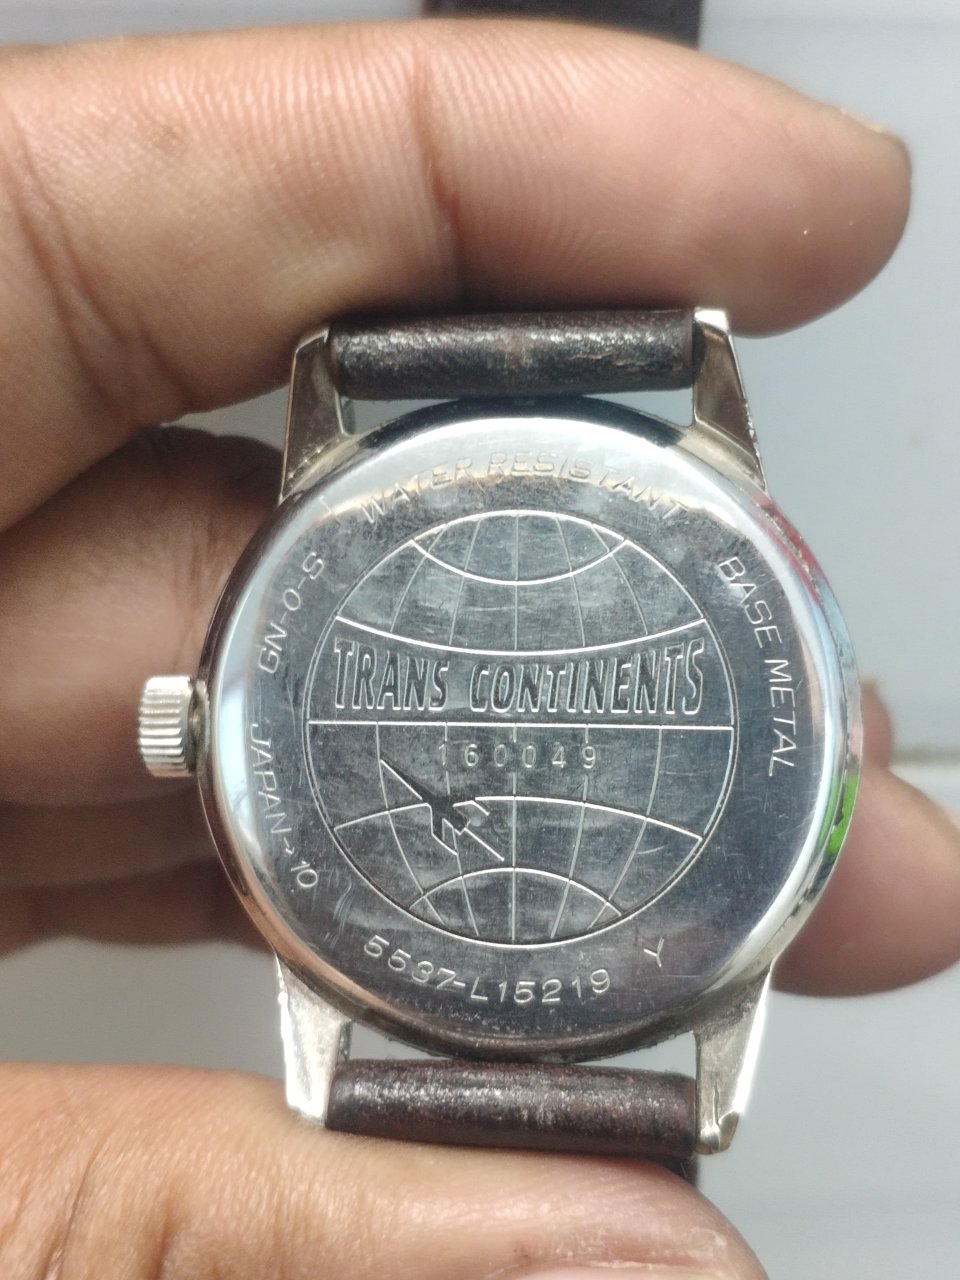 WATER RESISTANT
BASE METAL
GN-0-S
TRANS CONTINENTS
160049
JAPAN→10
5537-L15219 Y